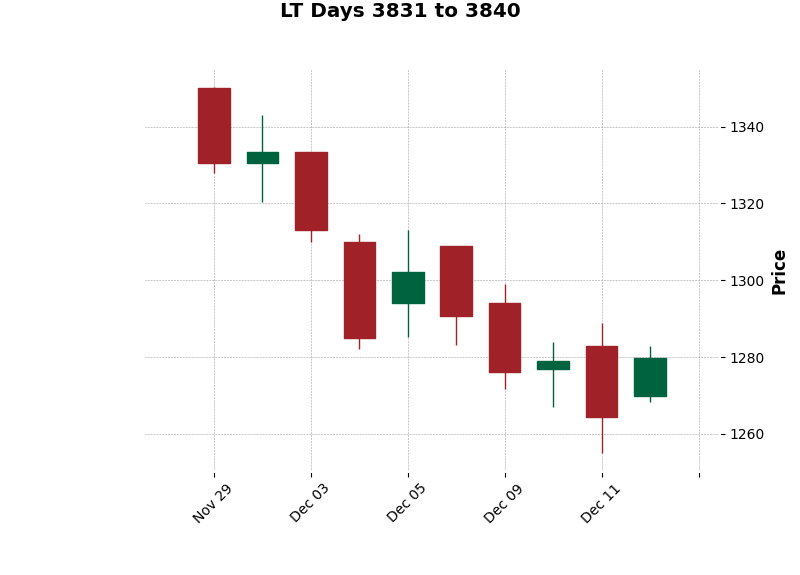 LT Days 3831 to 3840
1340
1320
1300
1280
1260
Price
Nov 29
Dec 03
Dec 05
Dec 09
Dec 11